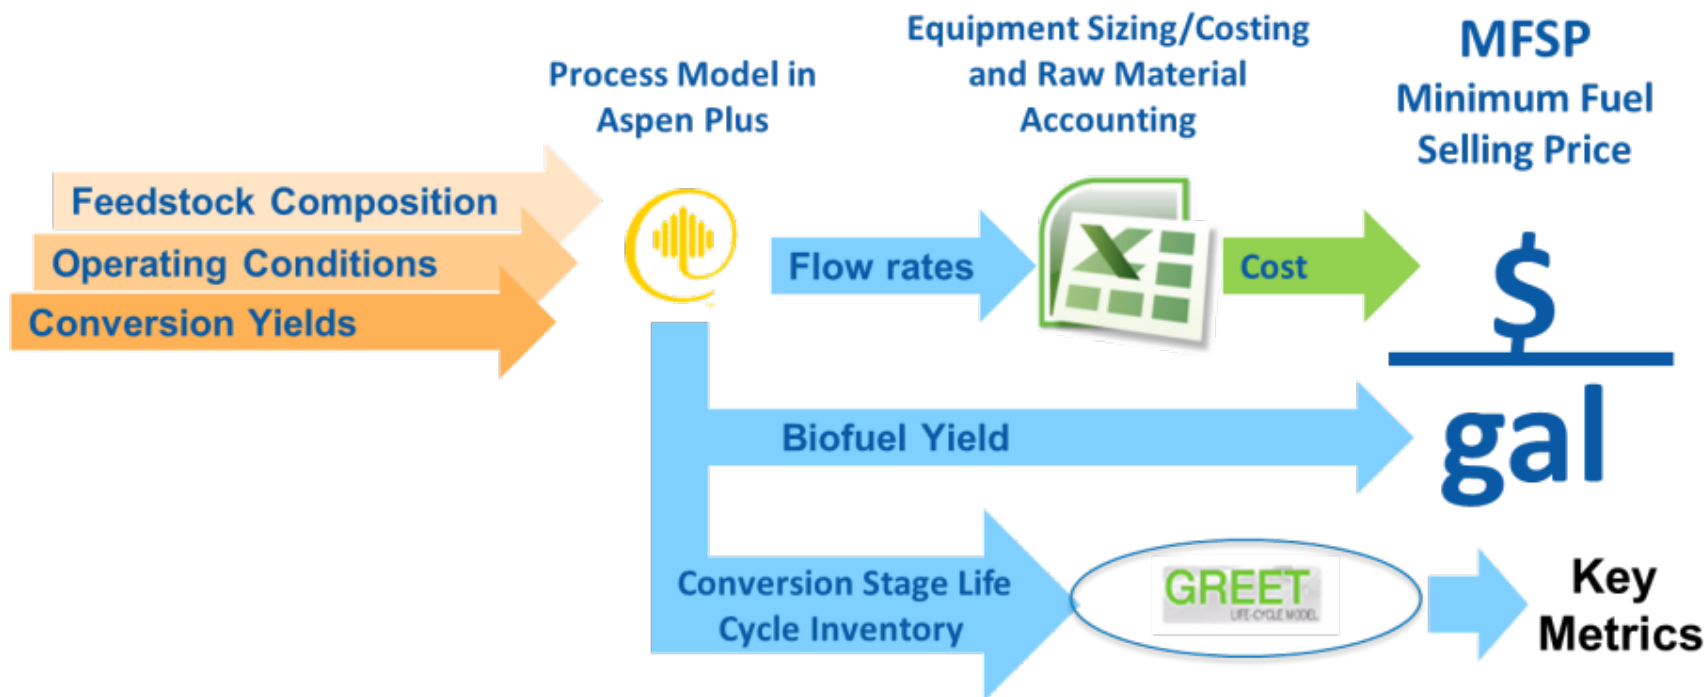 Process Model in
Aspen Plus
Equipment Sizing/Costing
and Raw Material
Accounting
MFSP
Minimum Fuel
Selling Price
Feedstock Composition
Operating Conditions
Conversion Yields
Flow rates
Cost
$
gal
Biofuel Yield
Conversion Stage Life
Cycle Inventory
GREET
LIFE-CYCLE MODEL
Key
Metrics